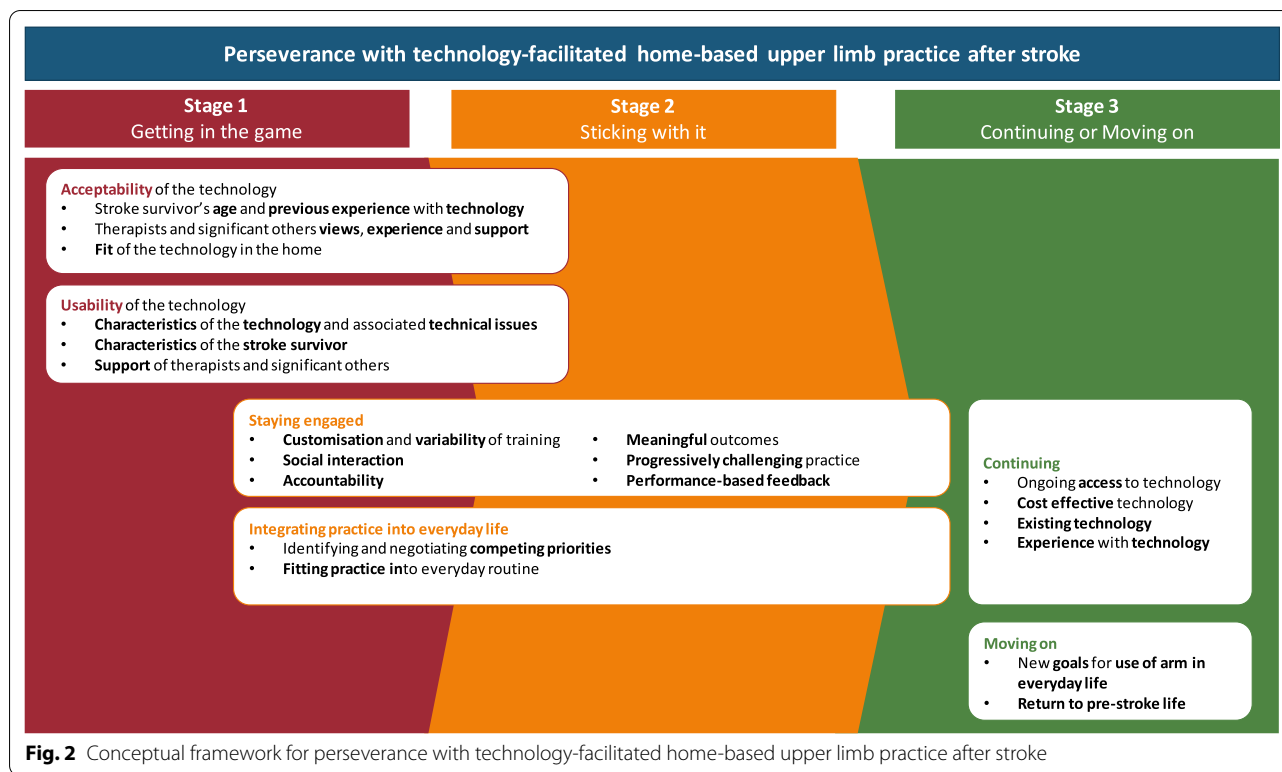 Perseverance with technology-facilitated home-based upper limb practice after stroke
Stage 1
Getting in the game
Stage 2
Sticking with it
Stage 3
Continuing or Moving on
Acceptability of the technology
• Stroke survivor's age and previous experience with technology
• Therapists and significant others views, experience and support
• Fit of the technology in the home
Usability of the technology
• Characteristics of the technology and associated technical issues
• Characteristics of the stroke survivor
• Support of therapists and significant others
Staying engaged
• Customisation and variability of training
• Social interaction
• Accountability
• Meaningful outcomes
• Progressively challenging practice
• Performance-based feedback
Integrating practice into everyday life
• Identifying and negotiating competing priorities
• Fitting practice into everyday routine
Continuing
• Ongoing access to technology
• Cost effective technology
• Existing technology
• Experience with technology
Moving on
• New goals for use of arm in
everyday life
• Return to pre-stroke life
Fig. 2 Conceptual framework for perseverance with technology-facilitated home-based upper limb practice after stroke